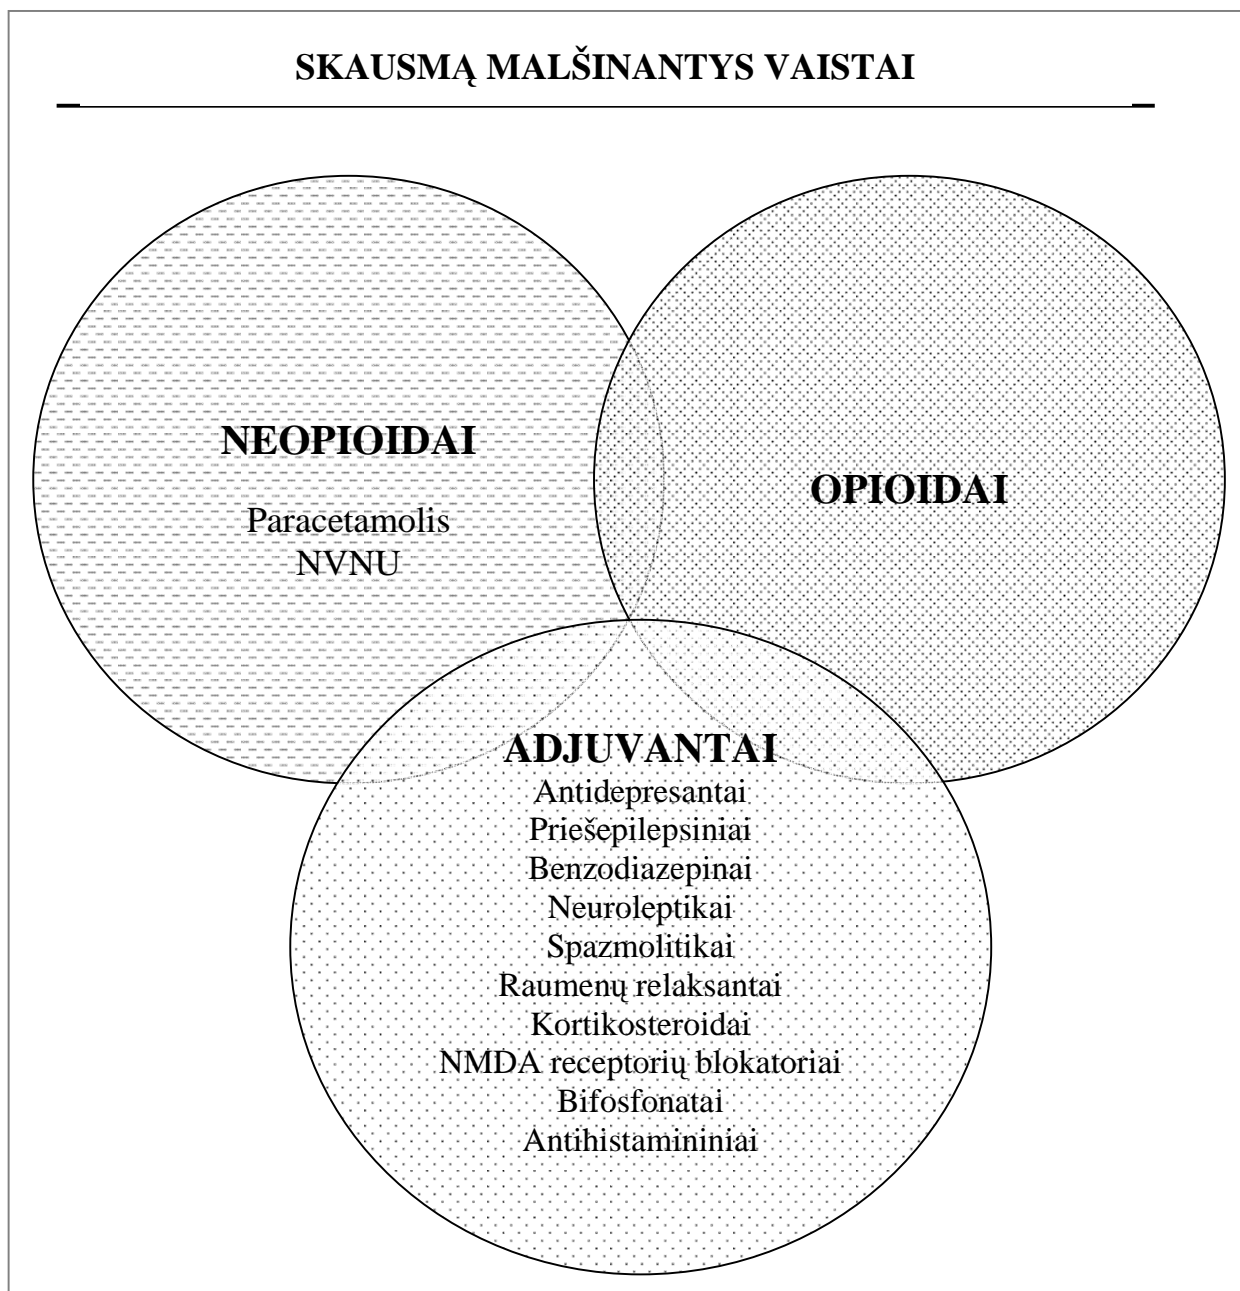 SKAUSMĄ MALŠINANTYS VAISTAI
NEOPIOIDAI
Paracetamolis
NVNU
OPIOIDAI
ADJUVANTAI
Antidepresantai
Priešepilepsiniai
Benzodiazepinai
Neuroleptikai
Spazmolitikai
Raumenų relaksantai
Kortikosteroidai
NMDA receptorių blokatoriai
Bifosfonatai
Antihistamininiai